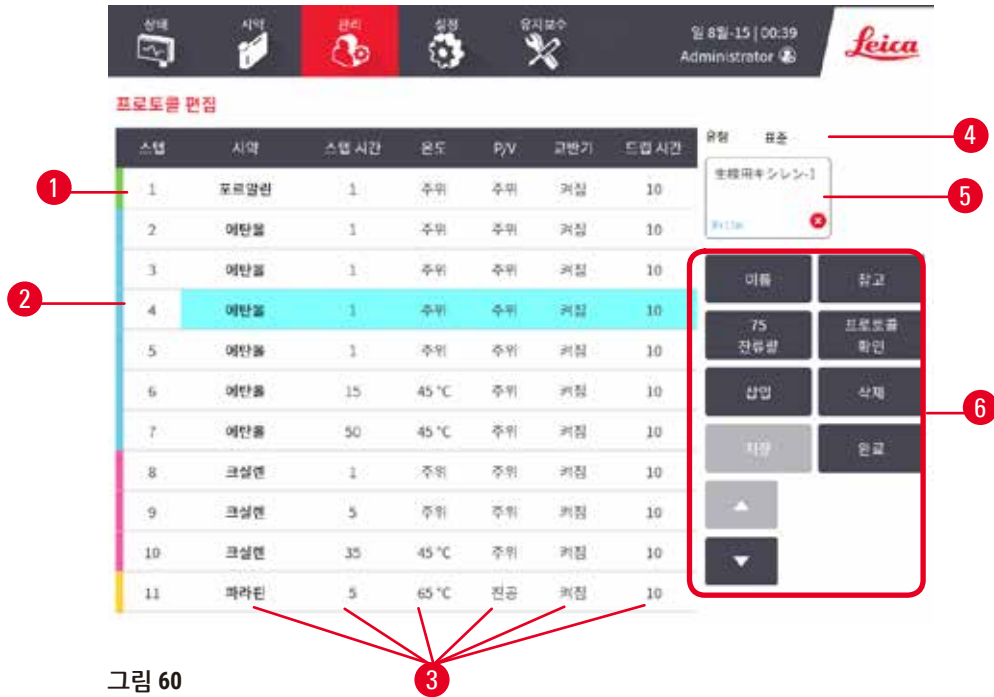 상태 시약 관리 설정 유지보수
일 8월-15 | 00:39
Administrator
Leica
프로토콜 편집
스텝 시약 스텝 시간 온도 P/V 교반기 드립 시간
1 포르말린 1 주위 주위 켜짐 10
2 에탄올 1 주위 주위 켜짐 10
3 에탄올 1 주위 주위 켜짐 10
4 에탄올 1 주위 주위 켜짐 10
5 에탄올 1 주위 주위 켜짐 10
6 에탄올 15 45 °C 주위 켜짐 10
7 에탄올 50 45 °C 주위 켜짐 10
8 크실렌 1 주위 주위 켜짐 10
9 크실렌 5 주위 주위 켜짐 10
10 크실렌 35 45 °C 주위 켜짐 10
11 파라핀 5 65 °C 진공 켜짐 10
유형 표준
生検用キシレン-1
이름 참고
75
잔류량
프로토콜
확인
삽입 삭제
저장 완료
1
2
3
4
5
6
그림 60